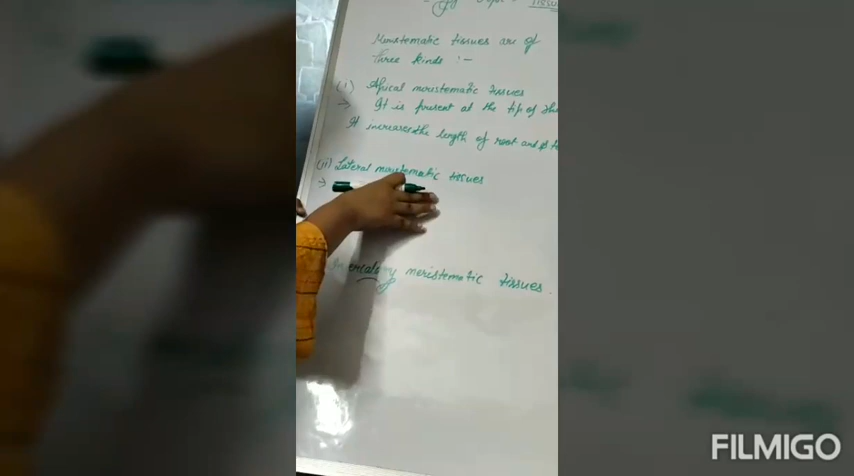 Meristematic tissues are of
three kinds :-
(i) Apical meristematic tissues
→ It is present at the tip of the
It increases the length of root and
(ii) Lateral meristematic tissues
→
meristematic tissues.
FILMIGO